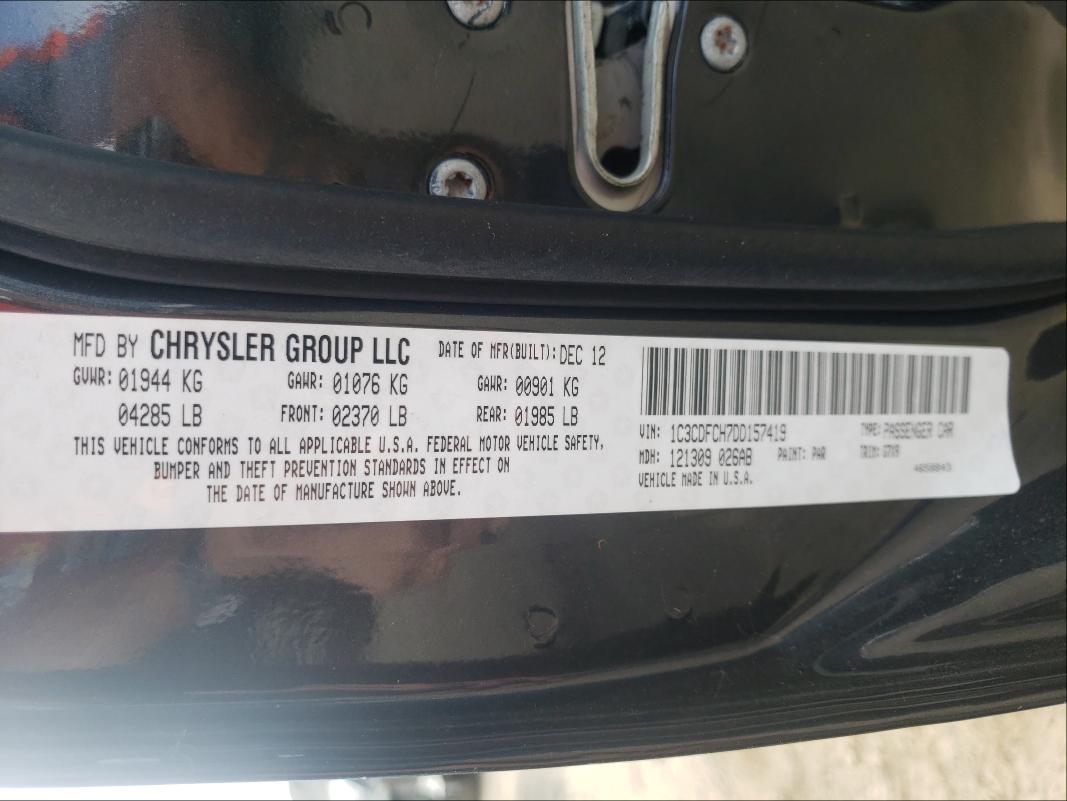 MFD BY CHRYSLER GROUP LLC DATE OF MFR(BUILT): DEC 12
GVWR: 01944 KG GAWR: 01076 KG GAWR: 00901 KG
04285 LB FRONT: 02370 LB REAR: 01985 LB
THIS VEHICLE CONFORMS TO ALL APPLICABLE U.S.A. FEDERAL MOTOR VEHICLE SAFETY,
BUMPER AND THEFT PREVENTION STANDARDS IN EFFECT ON
THE DATE OF MANUFACTURE SHOWN ABOVE.
VIN: 1C3CDFCH7DD157419 TYPE: PASSENGER CAR
MDH: 121309 026AB PAINT: PAR TRIM: G7X9
VEHICLE MADE IN U.S.A.